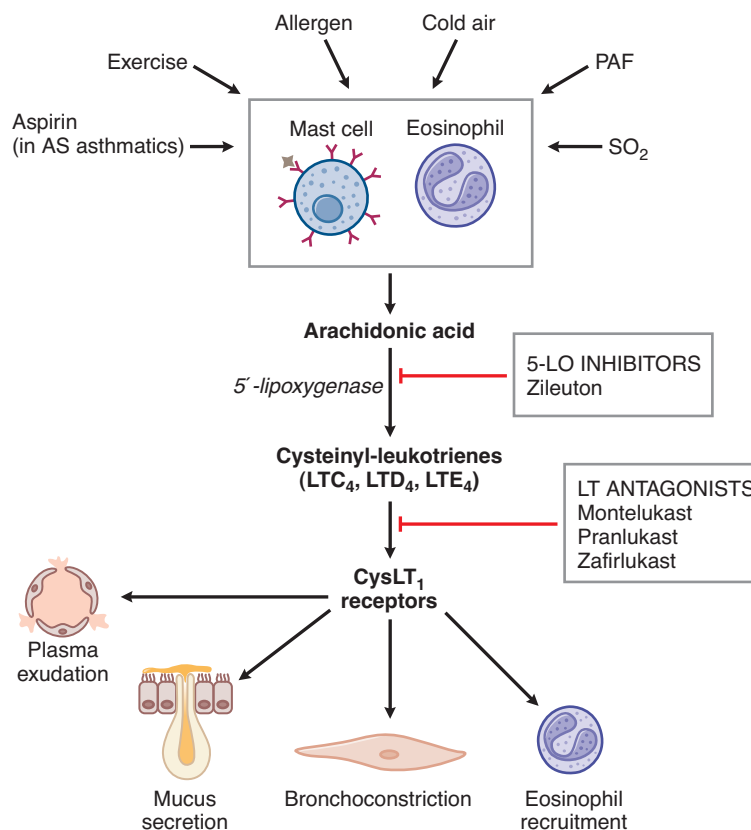 Allergen
Cold air
Exercise
PAF
Aspirin
(in AS asthmatics)
Mast cell
Eosinophil
SO₂
Arachidonic acid
5´-lipoxygenase
5-LO INHIBITORS
Zileuton
Cysteinyl-leukotrienes
(LTC₄, LTD₄, LTE₄)
LT ANTAGONISTS
Montelukast
Pranlukast
Zafirlukast
CysLT₁
receptors
Plasma
exudation
Mucus
secretion
Bronchoconstriction
Eosinophil
recruitment